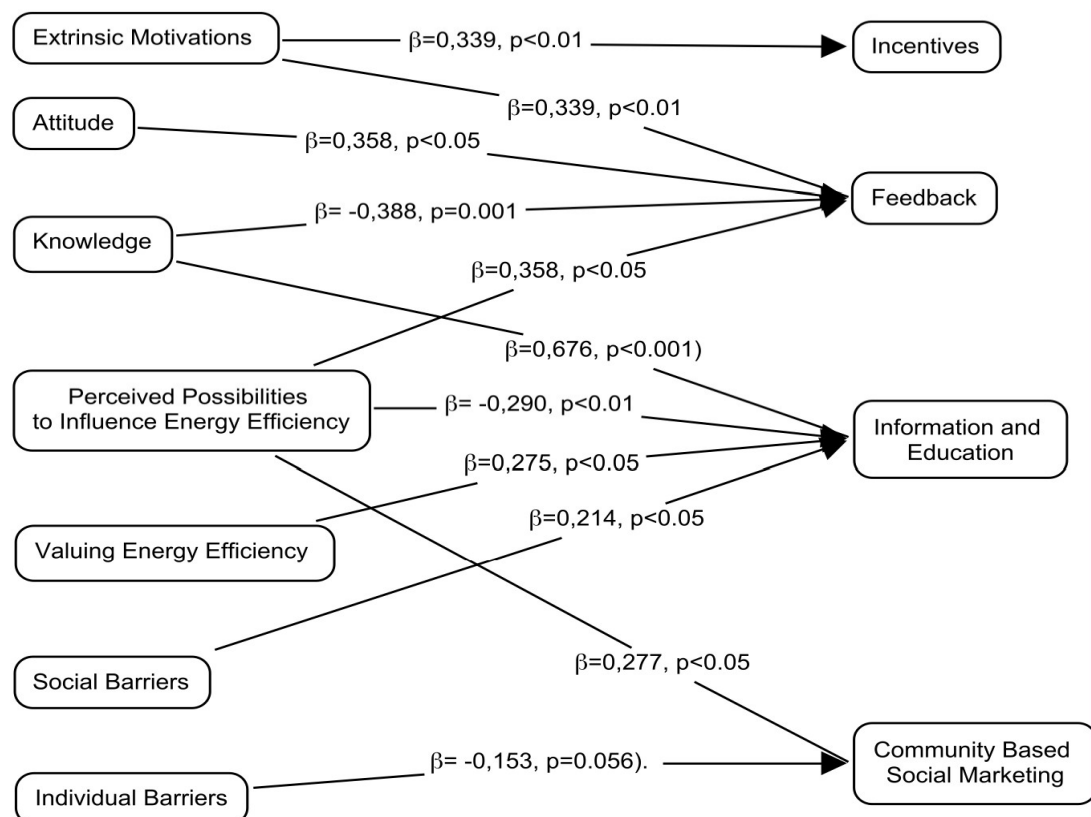 Extrinsic Motivations
β=0,339, p<0.01
Incentives
β=0,339, p<0.01
Attitude
β=0,358, p<0.05
Feedback
β= -0,388, p=0.001
Knowledge
β=0,358, p<0.05
β=0,676, p<0.001)
Perceived Possibilities
to Influence Energy Efficiency
β= -0,290, p<0.01
Information and
Education
β=0,275, p<0.05
β=0,214, p<0.05
Valuing Energy Efficiency
Social Barriers
β=0,277, p<0.05
Community Based
Social Marketing
β= -0,153, p=0.056).
Individual Barriers